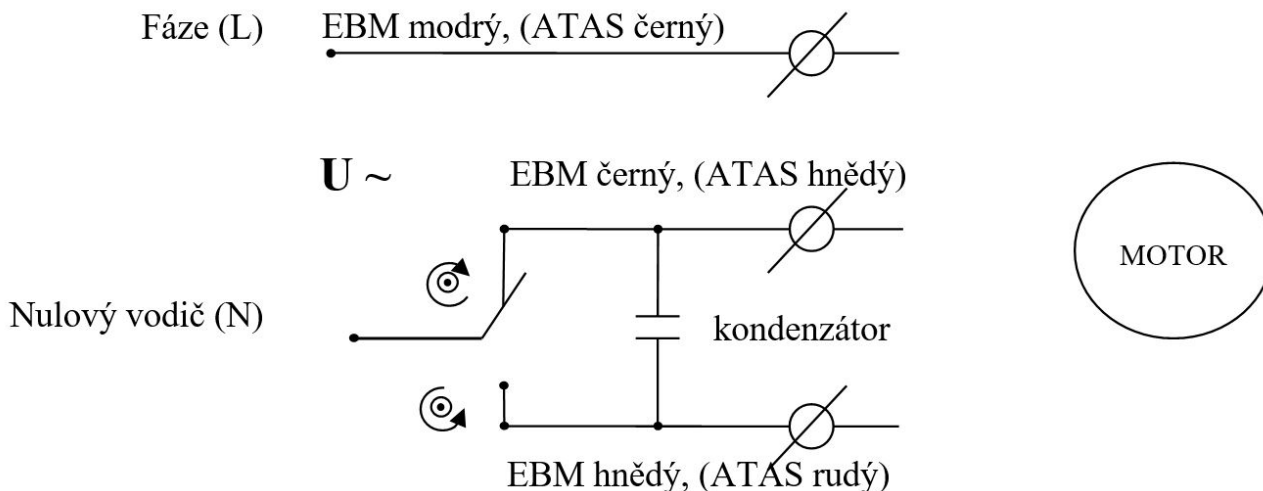 Fáze (L)
EBM modrý, (ATAS černý)
U ~
EBM černý, (ATAS hnědý)
MOTOR
Nulový vodič (N)
kondenzátor
EBM hnědý, (ATAS rudý)